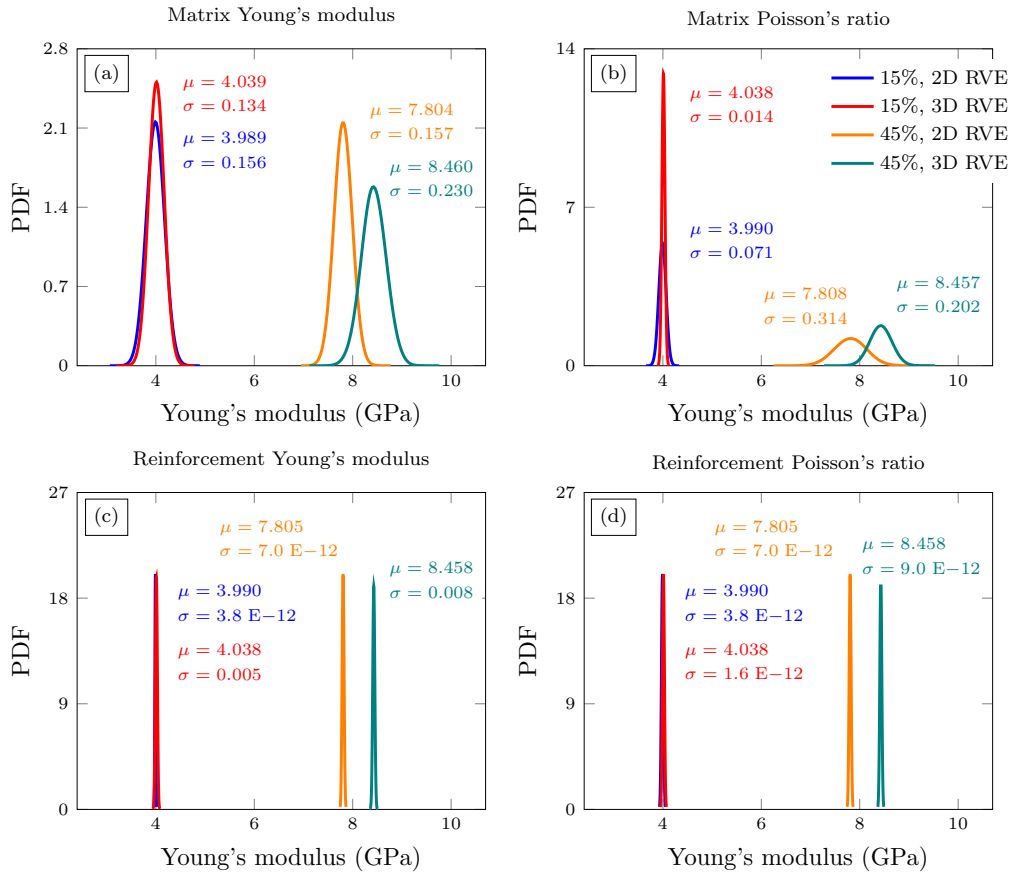 Matrix Young's modulus
(a)
PDF
2.8
2.1
1.4
0.7
0
μ = 4.039
σ = 0.134
μ = 3.989
σ = 0.156
μ = 7.804
σ = 0.157
μ = 8.460
σ = 0.230
4
6
8
10
Young's modulus (GPa)
Matrix Poisson's ratio
(b)
PDF
14
7
0
μ = 4.038
σ = 0.014
μ = 3.990
σ = 0.071
μ = 7.808
σ = 0.314
μ = 8.457
σ = 0.202
15%, 2D RVE
15%, 3D RVE
45%, 2D RVE
45%, 3D RVE
4
6
8
10
Young's modulus (GPa)
Reinforcement Young's modulus
(c)
PDF
27
18
9
0
μ = 7.805
σ = 7.0 E−12
μ = 8.458
σ = 0.008
μ = 3.990
σ = 3.8 E−12
μ = 4.038
σ = 0.005
4
6
8
10
Young's modulus (GPa)
Reinforcement Poisson's ratio
(d)
PDF
27
18
9
0
μ = 7.805
σ = 7.0 E−12
μ = 8.458
σ = 9.0 E−12
μ = 3.990
σ = 3.8 E−12
μ = 4.038
σ = 1.6 E−12
4
6
8
10
Young's modulus (GPa)